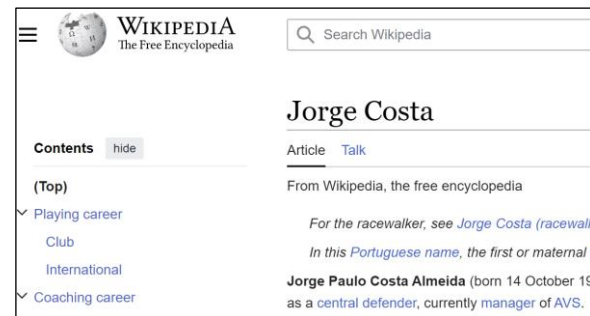 WIKIPEDIA
The Free Encyclopedia
Search Wikipedia
Contents hide
(Top)
Playing career
Club
International
Coaching career
Jorge Costa
Article Talk
From Wikipedia, the free encyclopedia
For the racewalker, see Jorge Costa
In this Portuguese name, the first or maternal
Jorge Paulo Costa Almeida (born 14 October
as a central defender, currently manager of AVS.